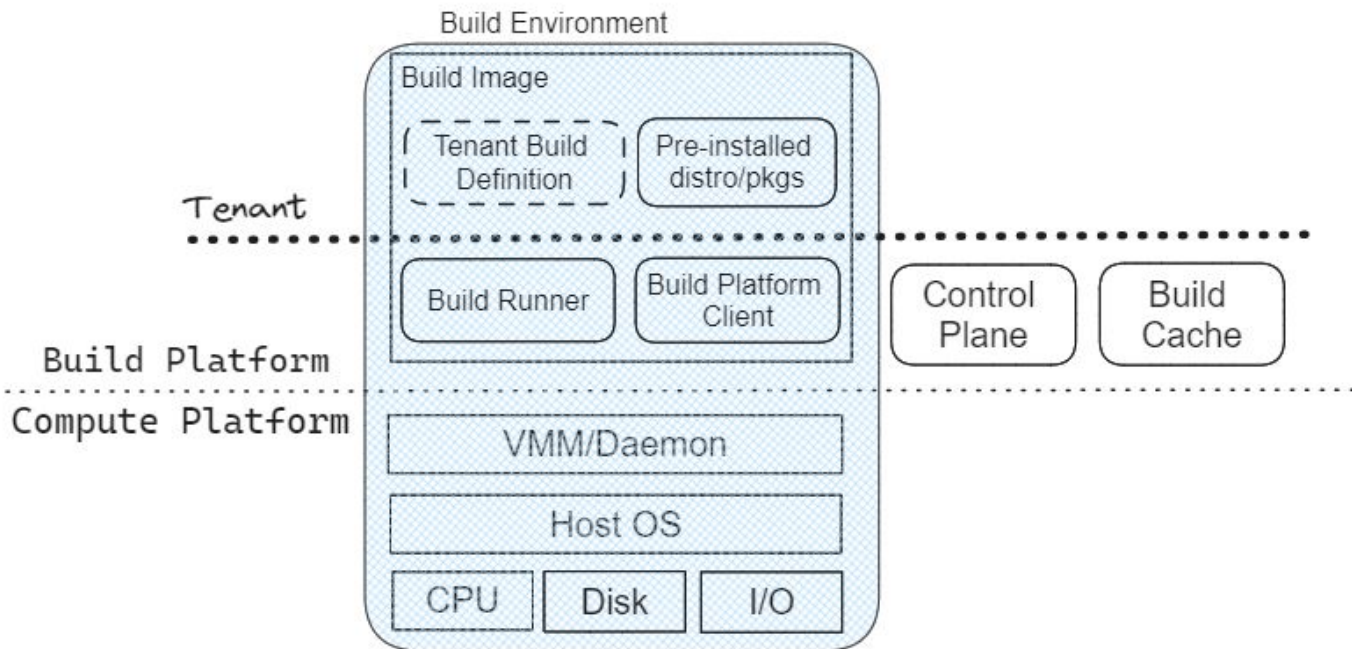 Build Environment
Build Image
Tenant Build
Definition
Pre-installed
distro/pkgs
Tenant
Build Runner
Build Platform
Client
Control
Plane
Build
Cache
Build Platform
Compute Platform
VMM/Daemon
Host OS
CPU
Disk
I/O